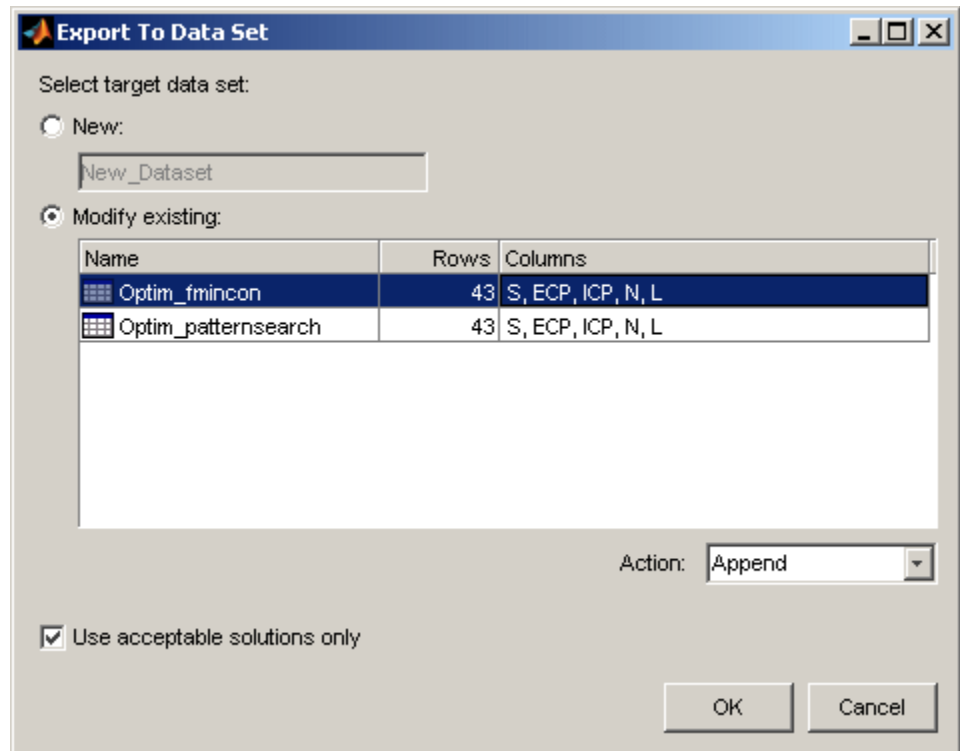 Export To Data Set
Select target data set:
New:
New_Dataset
Modify existing:
Name Rows Columns
Optim_fmincon 43 S, ECP, ICP, N, L
Optim_patternsearch 43 S, ECP, ICP, N, L
Action: Append
Use acceptable solutions only
OK Cancel